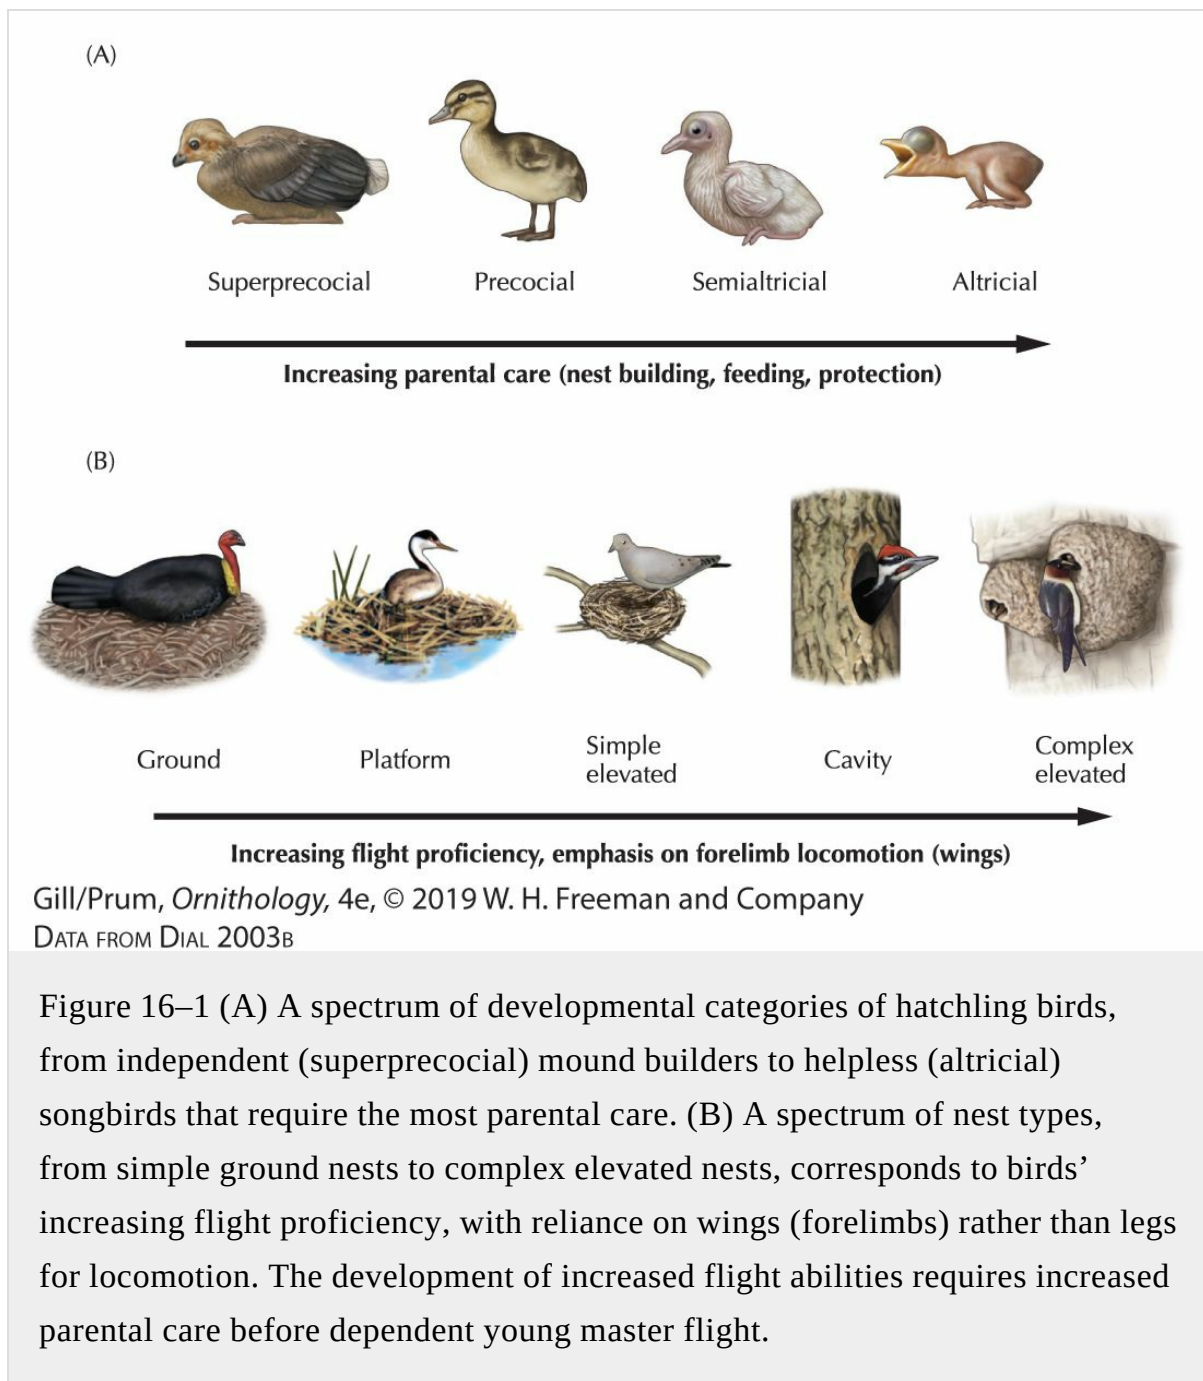 (A)
Superprecocial
Precocial
Semialtricial
Altricial
Increasing parental care (nest building, feeding, protection)
(B)
Ground
Platform
Simple
elevated
Cavity
Complex
elevated
Increasing flight proficiency, emphasis on forelimb locomotion (wings)
Gill/Prum, Ornithology, 4e, © 2019 W. H. Freeman and Company
DATA FROM DIAL 2003B
Figure 16–1 (A) A spectrum of developmental categories of hatchling birds,
from independent (superprecocial) mound builders to helpless (altricial)
songbirds that require the most parental care. (B) A spectrum of nest types,
from simple ground nests to complex elevated nests, corresponds to birds’
increasing flight proficiency, with reliance on wings (forelimbs) rather than legs
for locomotion. The development of increased flight abilities requires increased
parental care before dependent young master flight.